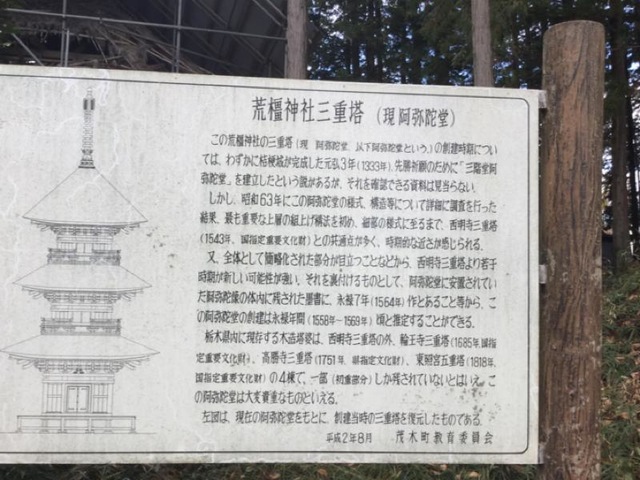 荒橿神社三重塔（現 阿弥陀堂）
この荒橿神社の三重塔（現 阿弥陀堂、以下阿弥陀堂という。）の創建時期につい
ては、わずかに桔梗城が完成した元弘3年（1333年）、先勝祈願のために「三階堂阿
弥陀堂」を建立したという説があるが、それを確認できる資料は見当らない。
しかし、昭和63年にこの阿弥陀堂の様式、構造等について詳細に調査を行った
結果、最も重要な上層の組上げ構法を初め、細部の様式に至るまで、西明寺三重塔
（1543年、国指定重要文化財）との共通点が多く、時期的な近さが感じられる。
又、全体として簡略化された部分が目立つことなどから、西明寺三重塔より若干
時期が新しい可能性が強い。それを裏付けるものとして、阿弥陀堂に安置されてい
た阿弥陀像の体内に残された墨書に、永禄7年（1564年）作とあること等から、こ
の阿弥陀堂の創建は永禄年間（1558年～1569年）頃と推定することができる。
栃木県内に現存する木造塔婆は、西明寺三重塔の外、輪王寺三重塔（1685年、国指
定重要文化財）、高勝寺三重塔（1751年、県指定文化財）、東照宮五重塔（1818年、
国指定重要文化財）の4棟で、一部（初重部分）しか残されていないとはいえ、こ
の阿弥陀堂は大変貴重なものといえる。
左図は、現在の阿弥陀堂をもとに、創建当時の三重塔を復元したものである。
平成2年8月 茂木町教育委員会